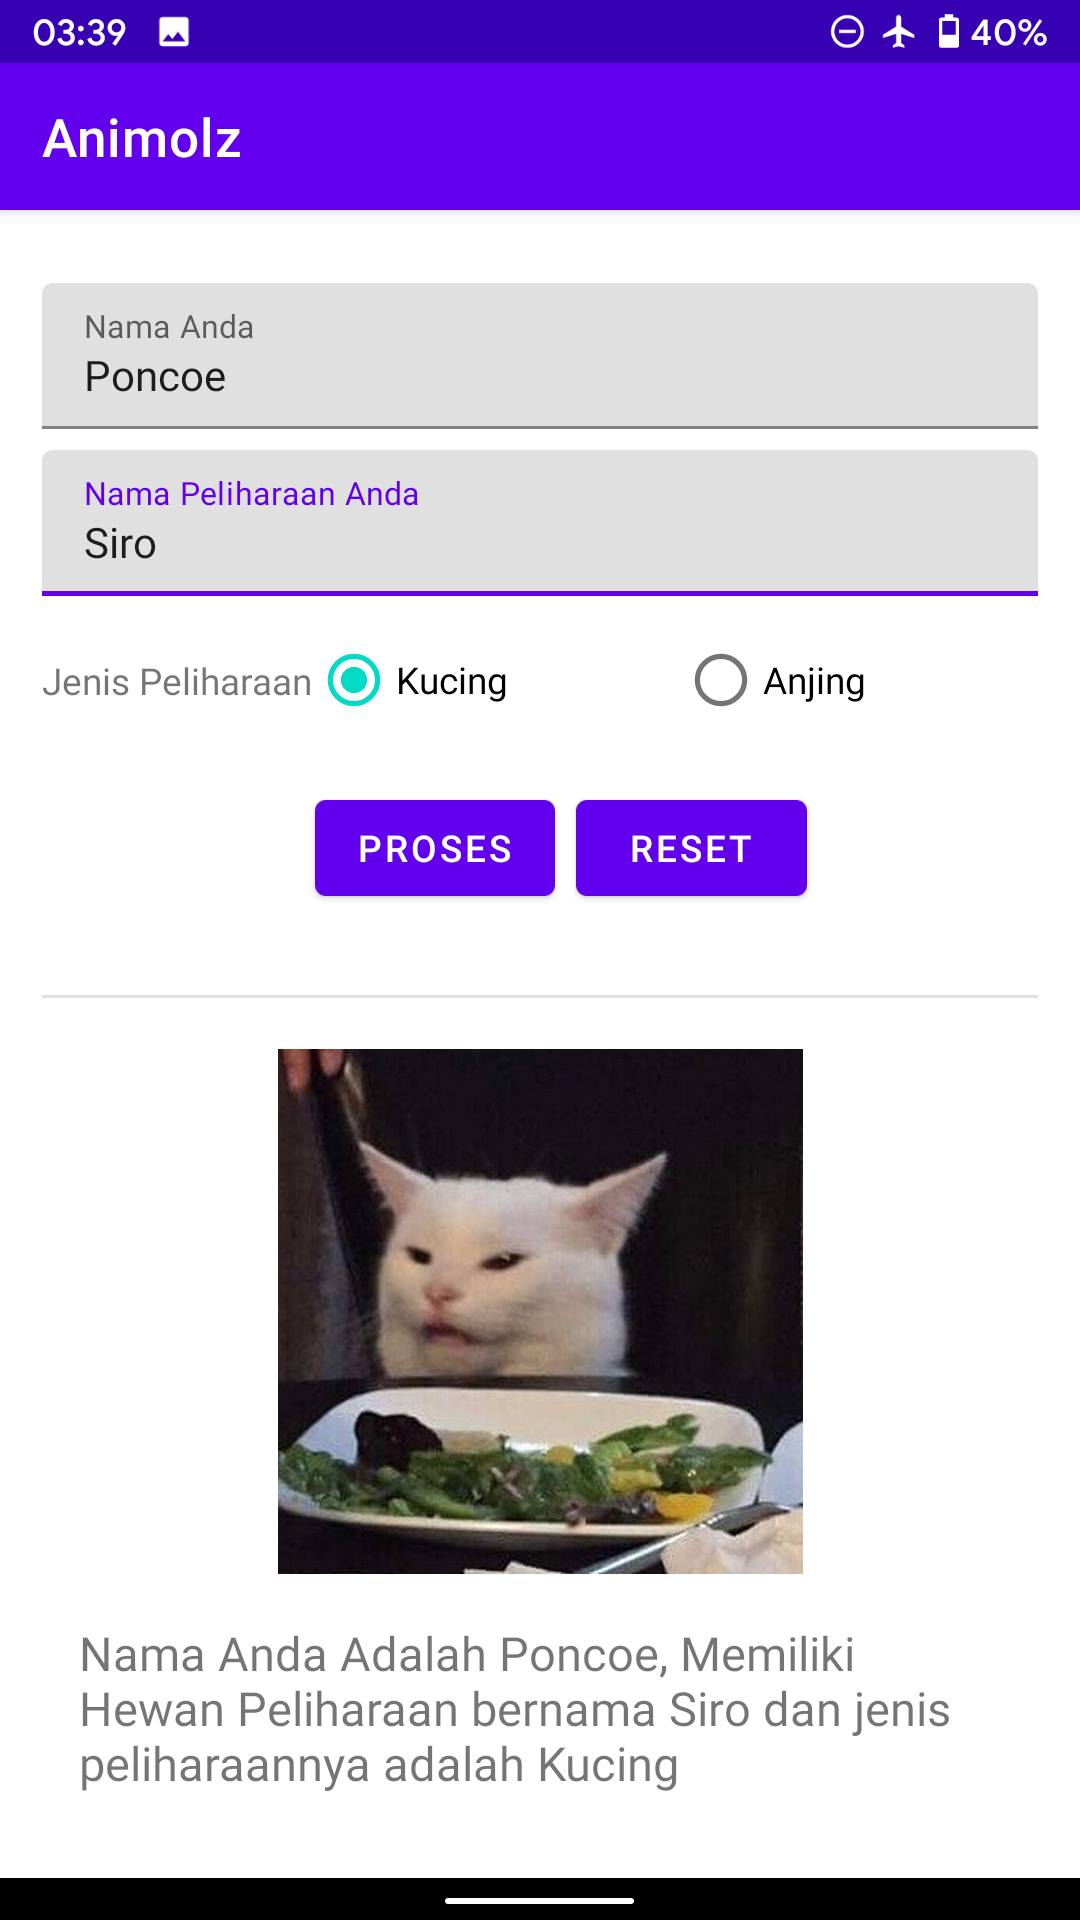 03:39 40%
Animolz
Nama Anda
Poncoe
Nama Peliharaan Anda
Siro
Jenis Peliharaan Kucing Anjing
PROSES RESET
Nama Anda Adalah Poncoe, Memiliki
Hewan Peliharaan bernama Siro dan jenis
peliharaannya adalah Kucing